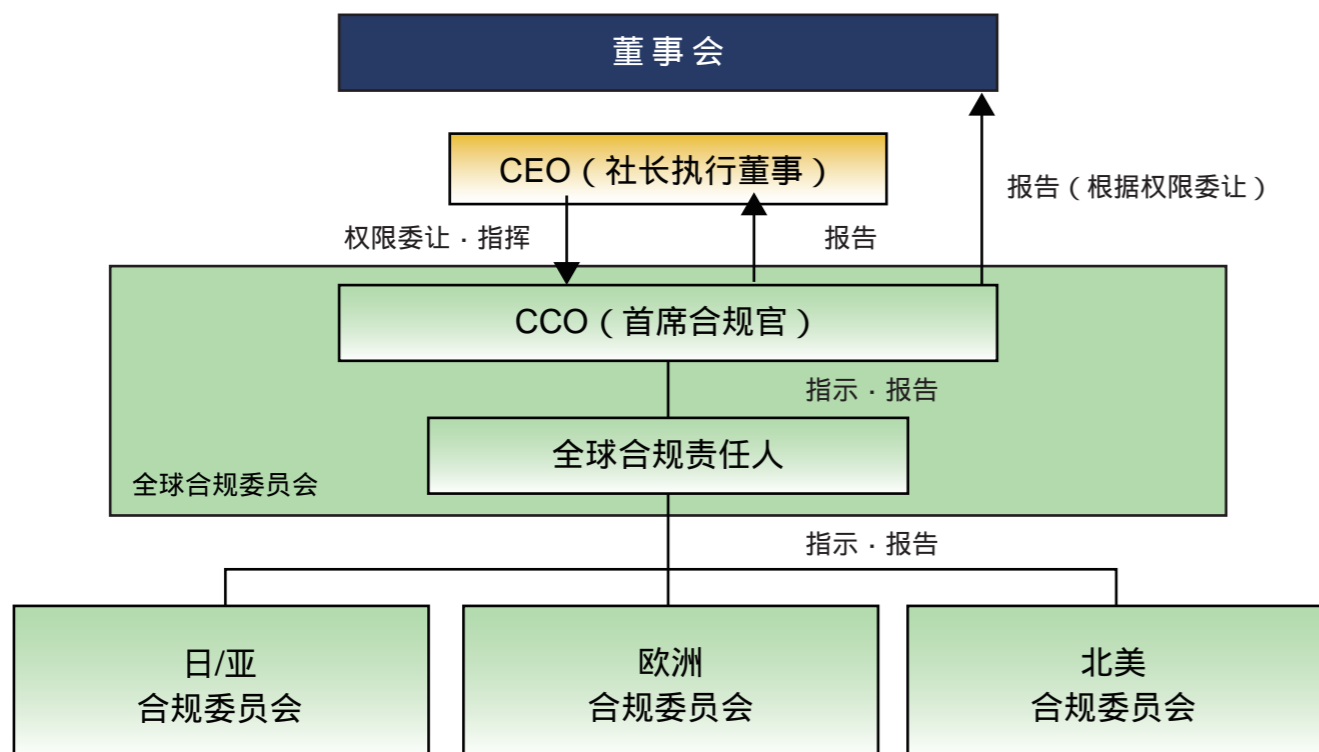 董事会
CEO（社长执行董事）
报告（根据权限委让）
权限委让·指挥
报告
CCO（首席合规官）
指示·报告
全球合规责任人
全球合规委员会
指示·报告
日/亚
合规委员会
欧洲
合规委员会
北美
合规委员会